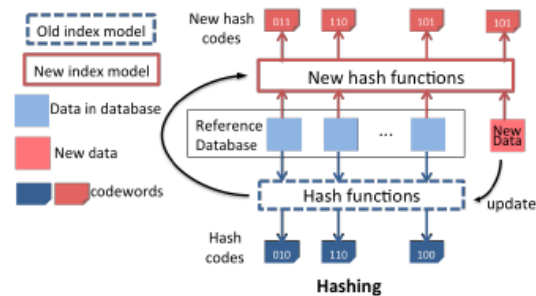 Old index model
New index model
Data in database
New data
codewords
New hash codes
011
110
101
101
New hash functions
Reference Database
...
New Data
Hash functions
update
Hash codes
010
110
100
Hashing